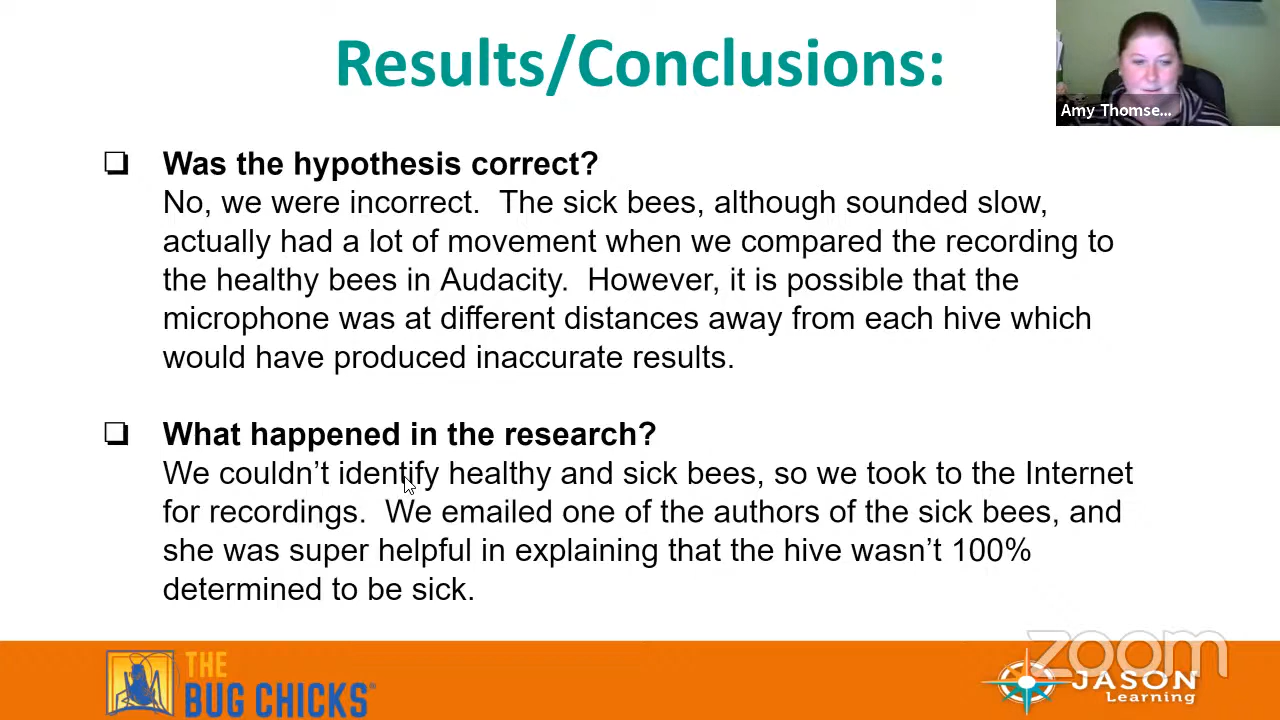 Results/Conclusions:
Amy Thomse...
❏ Was the hypothesis correct?
No, we were incorrect.  The sick bees, although sounded slow,
actually had a lot of movement when we compared the recording to
the healthy bees in Audacity.  However, it is possible that the
microphone was at different distances away from each hive which
would have produced inaccurate results.
❏ What happened in the research?
We couldn’t identify healthy and sick bees, so we took to the Internet
for recordings.  We emailed one of the authors of the sick bees, and
she was super helpful in explaining that the hive wasn’t 100%
determined to be sick.
THE
BUG CHICKS
zoom
JASON
Learning